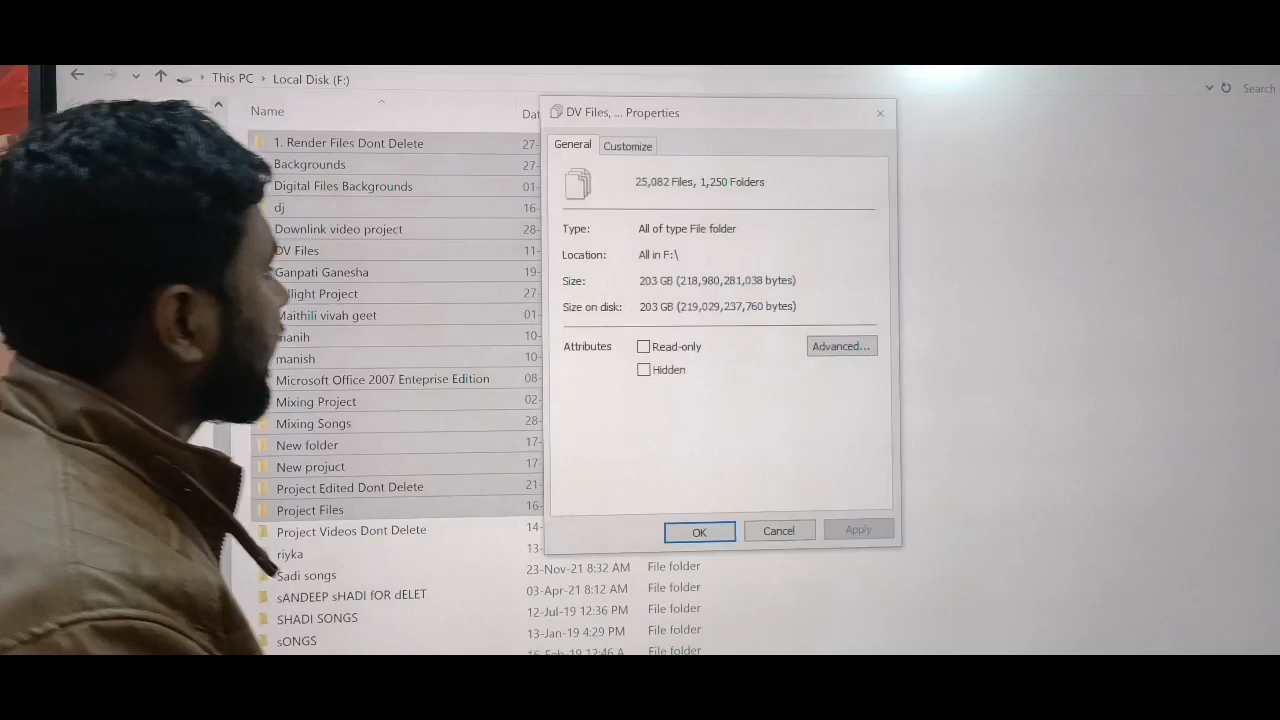 This PC > Local Disk (F:)
Search
Name
Dat
1. Render Files Dont Delete 27-
Backgrounds 27-
Digital Files Backgrounds 01-
dj 16-
Downlink video project 28-
DV Files 11-
Ganpati Ganesha 19-
light Project 27-
Maithili vivah geet 01-
manih 10-
manish 10-
Microsoft Office 2007 Enteprise Edition 08-
Mixing Project 02-
Mixing Songs 28-
New folder 17-
New projuct 17-
Project Edited Dont Delete 21-
Project Files 16-
Project Videos Dont Delete 14-
riyka 13-
Sadi songs 23-Nov-21 8:32 AM File folder
sANDEEP sHADI fOR dELET 03-Apr-21 8:12 AM File folder
SHADI SONGS 12-Jul-19 12:36 PM File folder
sONGS 13-Jan-19 4:29 PM File folder
16-Feb-19 12:46 A File folder
DV Files, ... Properties
General Customize
25,082 Files, 1,250 Folders
Type: All of type File folder
Location: All in F:\
Size: 203 GB (218,980,281,038 bytes)
Size on disk: 203 GB (219,029,237,760 bytes)
Attributes Read-only Advanced...
Hidden
OK Cancel Apply